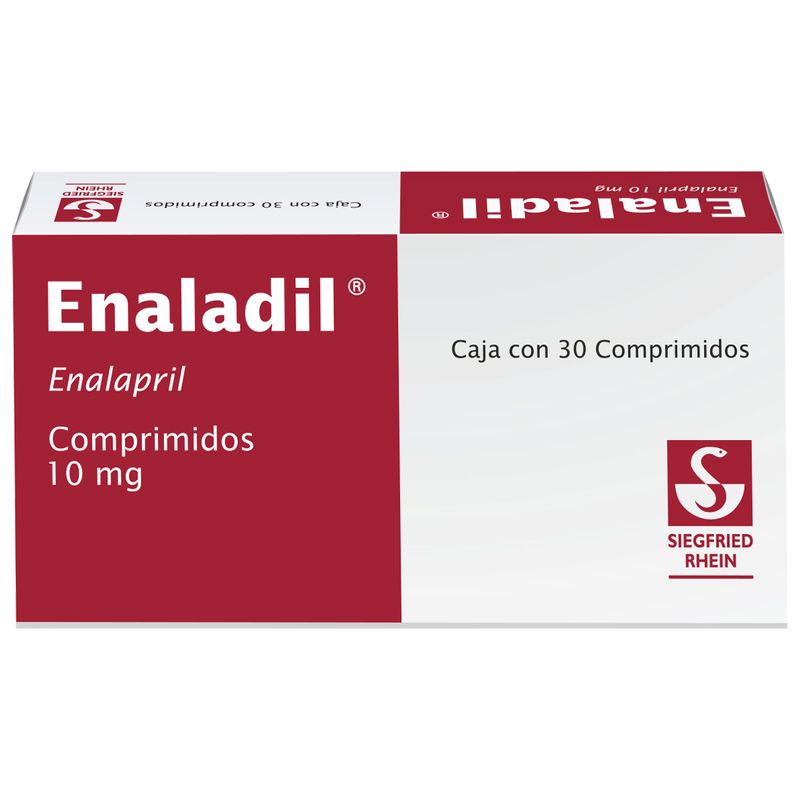 SIEGFRIED
RHEIN
Caja con 30 comprimidos
Enaladil®
Enalapril 10 mg
Enaladil®
Enalapril
Comprimidos
10 mg
Caja con 30 Comprimidos
SIEGFRIED
RHEIN